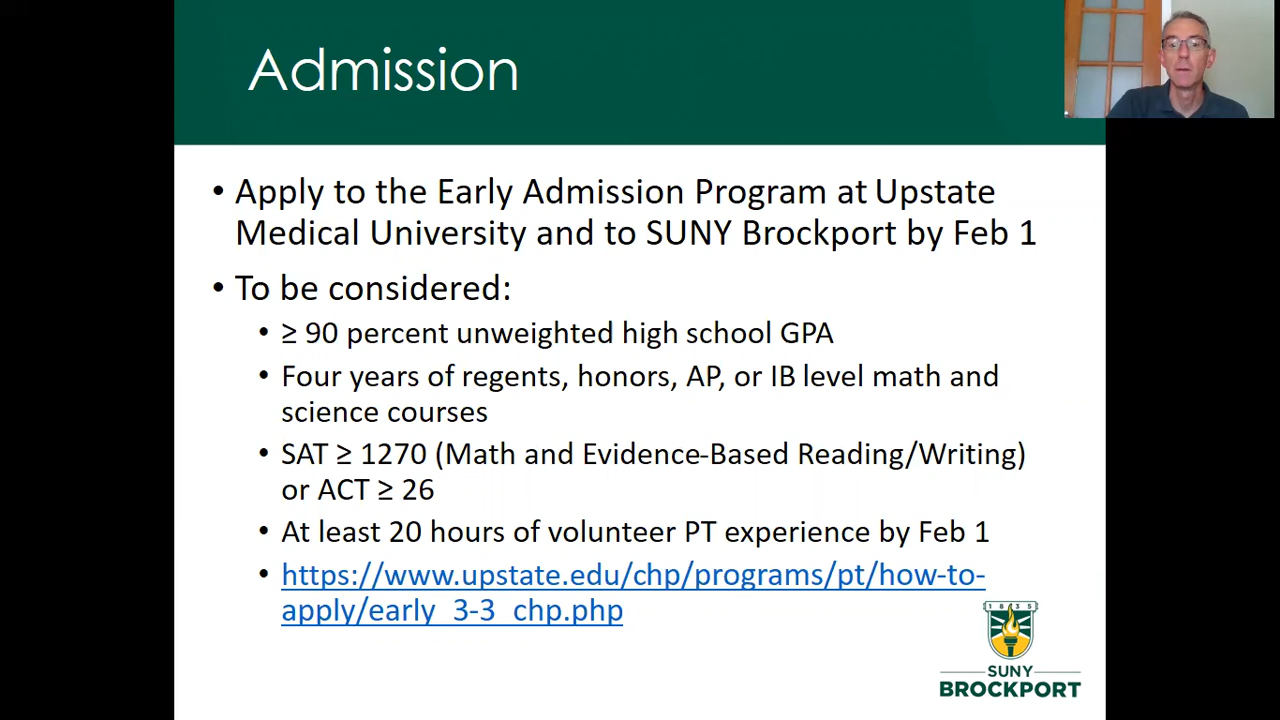 Admission
• Apply to the Early Admission Program at Upstate
Medical University and to SUNY Brockport by Feb 1
• To be considered:
• ≥ 90 percent unweighted high school GPA
• Four years of regents, honors, AP, or IB level math and
science courses
• SAT ≥ 1270 (Math and Evidence-Based Reading/Writing)
or ACT ≥ 26
• At least 20 hours of volunteer PT experience by Feb 1
• https://www.upstate.edu/chp/programs/pt/how-to-
apply/early_3-3_chp.php
1835
SUNY
BROCKPORT